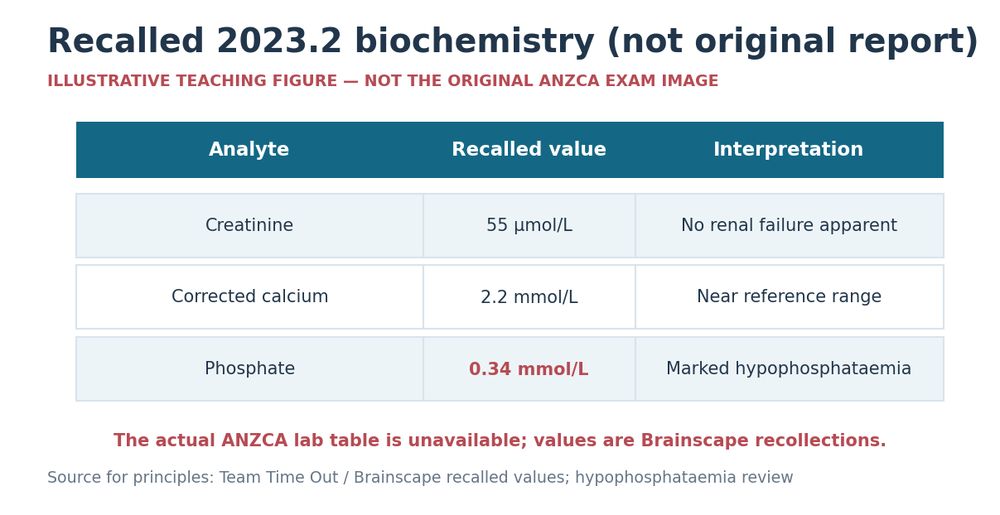 Recalled 2023.2 biochemistry (not original report)
ILLUSTRATIVE TEACHING FIGURE — NOT THE ORIGINAL ANZCA EXAM IMAGE
Analyte Recalled value Interpretation
Creatinine 55 μmol/L No renal failure apparent
Corrected calcium 2.2 mmol/L Near reference range
Phosphate 0.34 mmol/L Marked hypophosphataemia
The actual ANZCA lab table is unavailable; values are Brainscape recollections.
Source for principles: Team Time Out / Brainscape recalled values; hypophosphataemia review